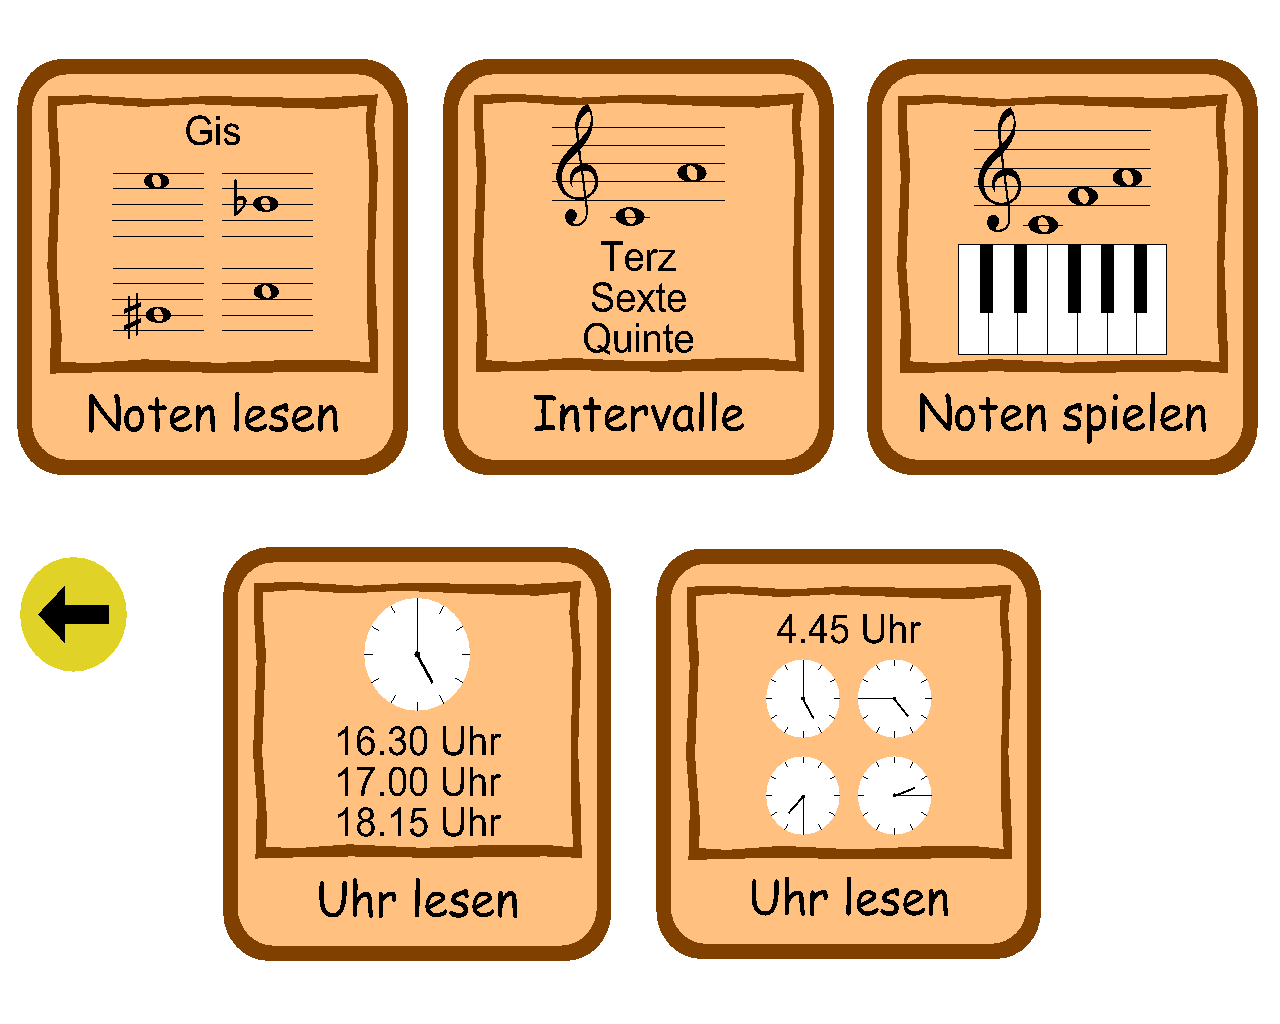 Gis
Noten lesen
Terz
Sexte
Quinte
Intervalle
Noten spielen
16.30 Uhr
17.00 Uhr
18.15 Uhr
Uhr lesen
4.45 Uhr
Uhr lesen